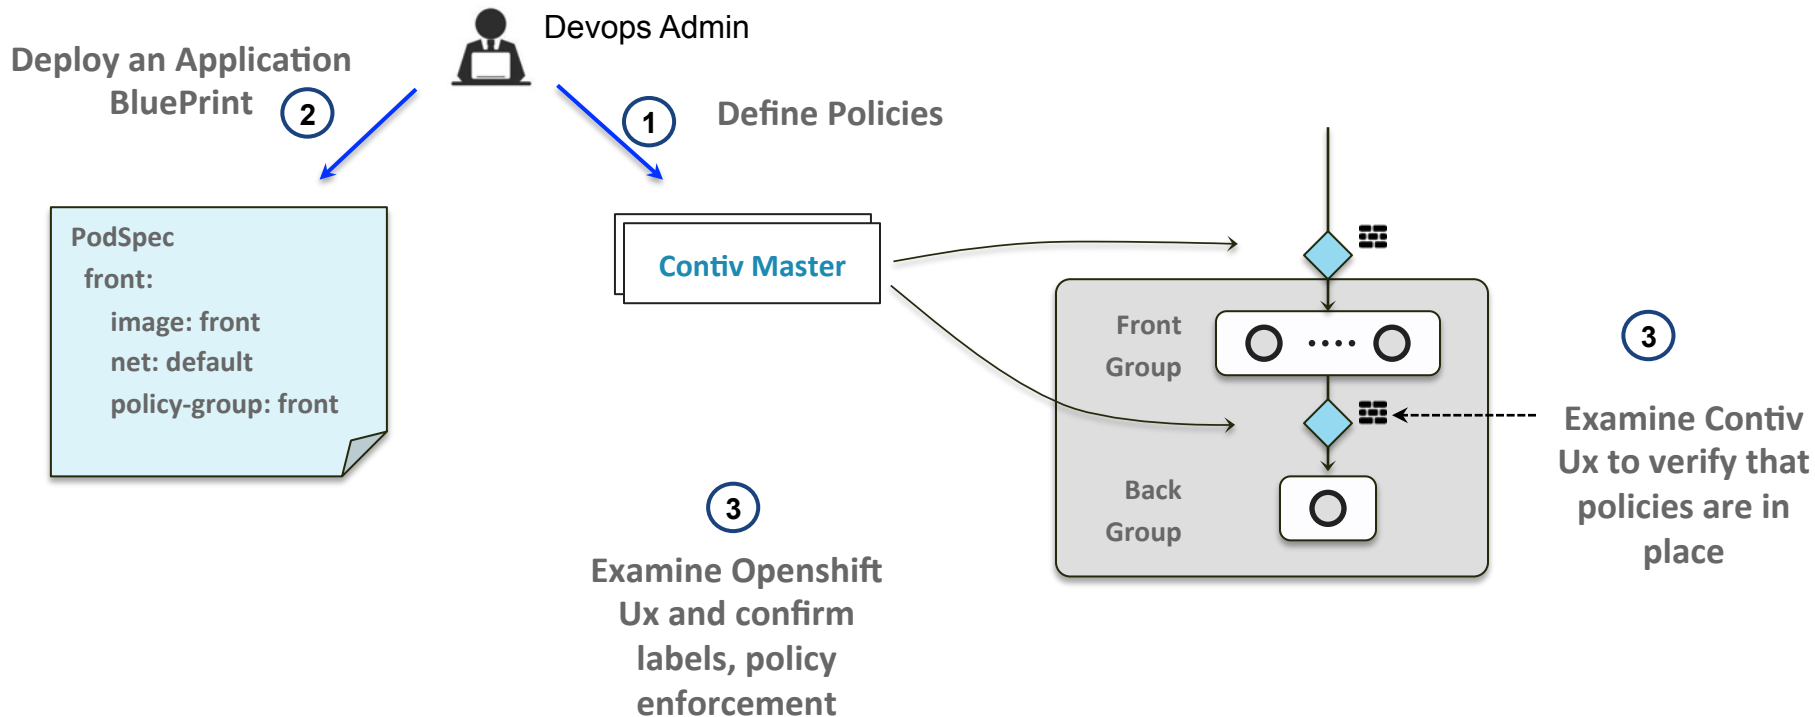 Devops Admin
Deploy an Application
BluePrint
2
1
Define Policies
PodSpec
front:
image: front
net: default
policy-group: front
Contiv Master
Front
Group
Back
Group
3
Examine Contiv
Ux to verify that
policies are in
place
3
Examine Openshift
Ux and confirm
labels, policy
enforcement